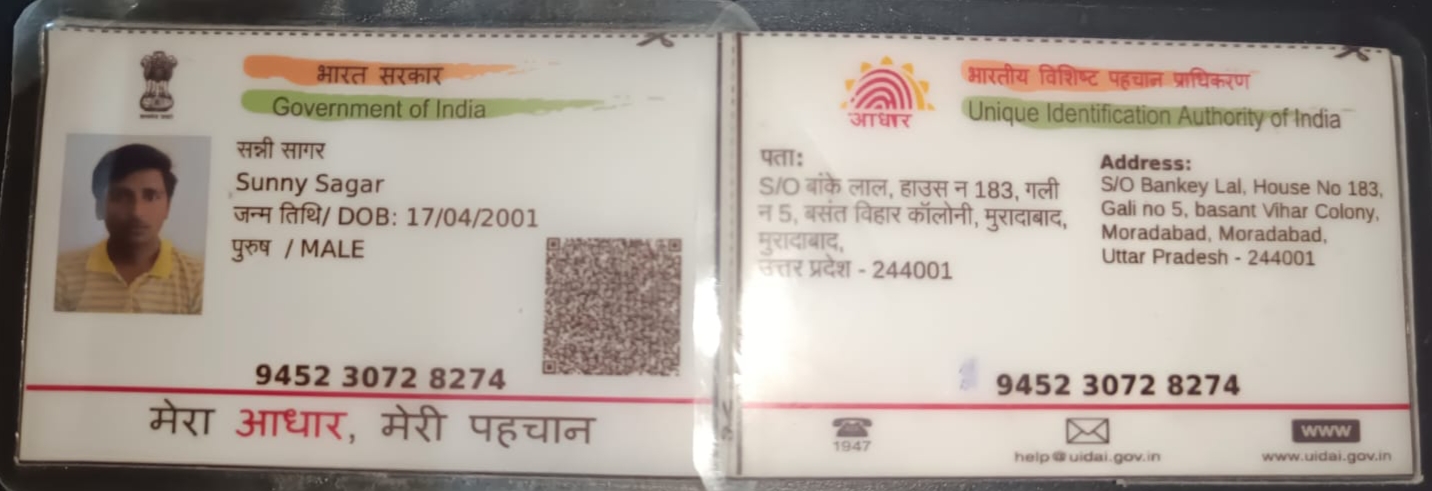 भारत सरकार
Government of India
सन्नी सागर
Sunny Sagar
जन्म तिथि/ DOB: 17/04/2001
पुरुष / MALE
9452 3072 8274
मेरा आधार, मेरी पहचान
आधार
भारतीय विशिष्ट पहचान प्राधिकरण
Unique Identification Authority of India
पता:
S/O बांके लाल, हाउस न 183, गली
न 5, बसंत विहार कॉलोनी, मुरादाबाद,
मुरादाबाद,
उत्तर प्रदेश - 244001
Address:
S/O Bankey Lal, House No 183,
Gali no 5, basant Vihar Colony,
Moradabad, Moradabad,
Uttar Pradesh - 244001
9452 3072 8274
1947
help@uidai.gov.in
www
www.uidai.gov.in